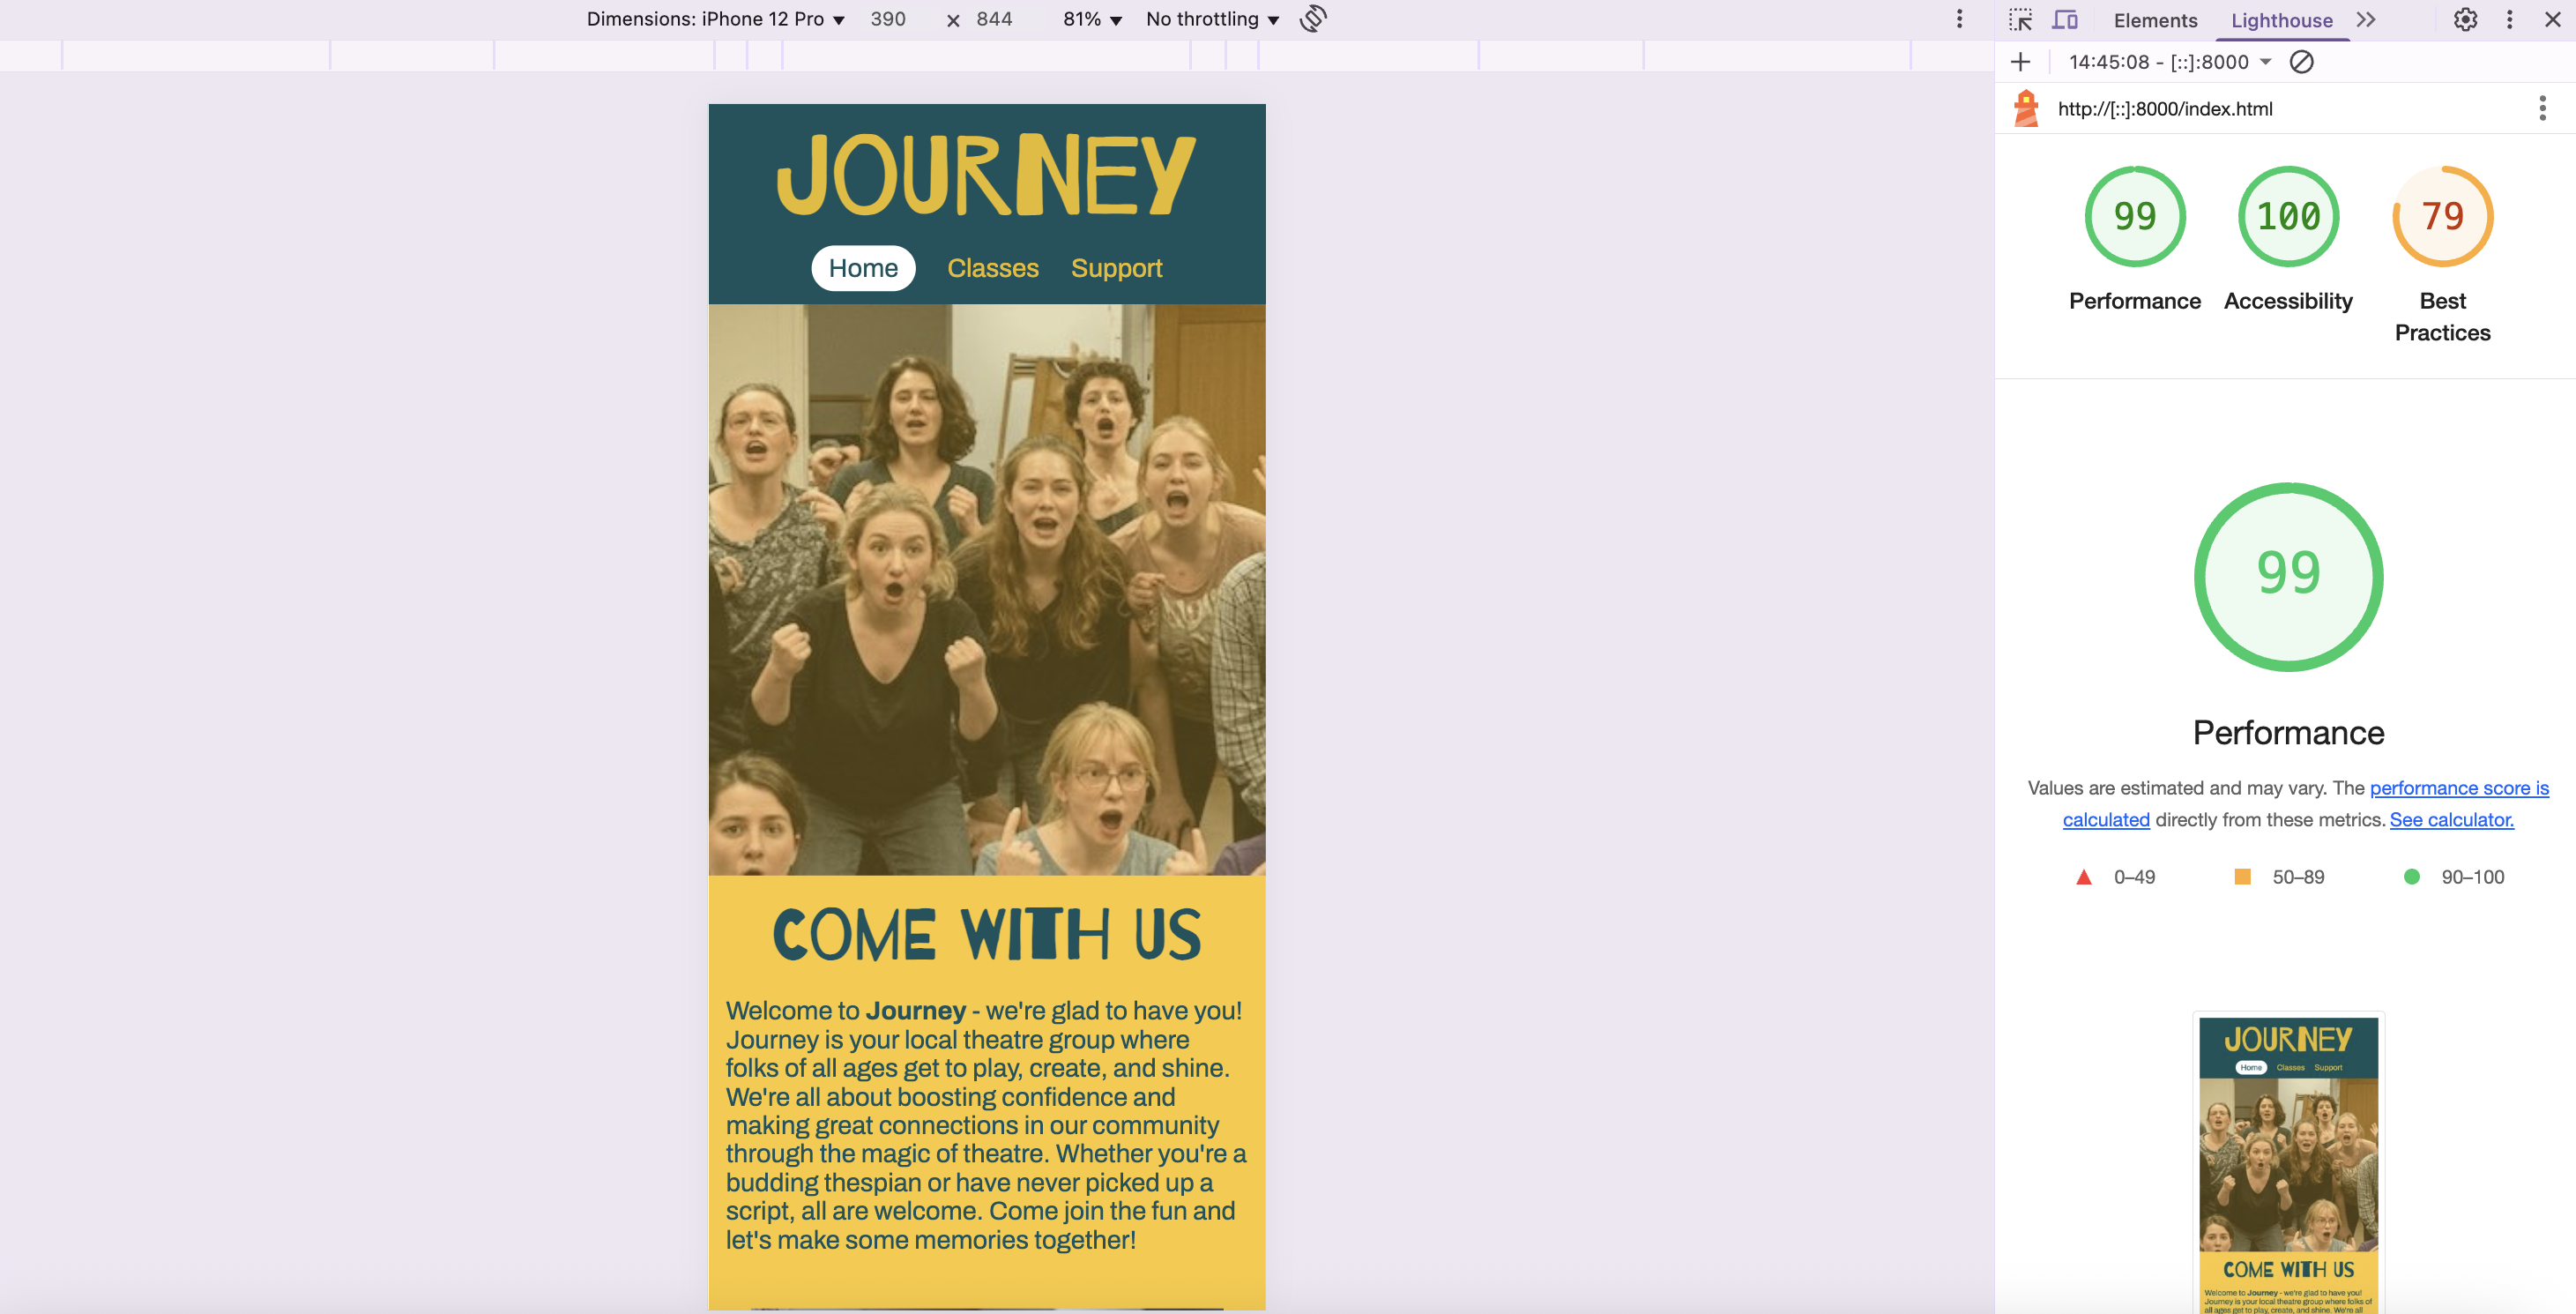 Dimensions: iPhone 12 Pro ▼ 390 × 844 81% ▼ No throttling ▼
Elements Lighthouse
14:45:08 - [::]:8000
http://[::]:8000/index.html
JOURNEY
Home Classes Support
COME WITH US
Welcome to Journey - we're glad to have you!
Journey is your local theatre group where
folks of all ages get to play, create, and shine.
We're all about boosting confidence and
making great connections in our community
through the magic of theatre. Whether you're a
budding thespian or have never picked up a
script, all are welcome. Come join the fun and
let's make some memories together!
99 100 79
Performance Accessibility Best
Practices
99
Performance
Values are estimated and may vary. The performance score is
calculated directly from these metrics. See calculator.
0–49 50–89 90–100
JOURNEY
Home Classes Support
COME WITH US
Welcome to Journey - we're glad to have you!
Journey is your local theatre group where folks of
all ages get to play, create, and shine. We're all